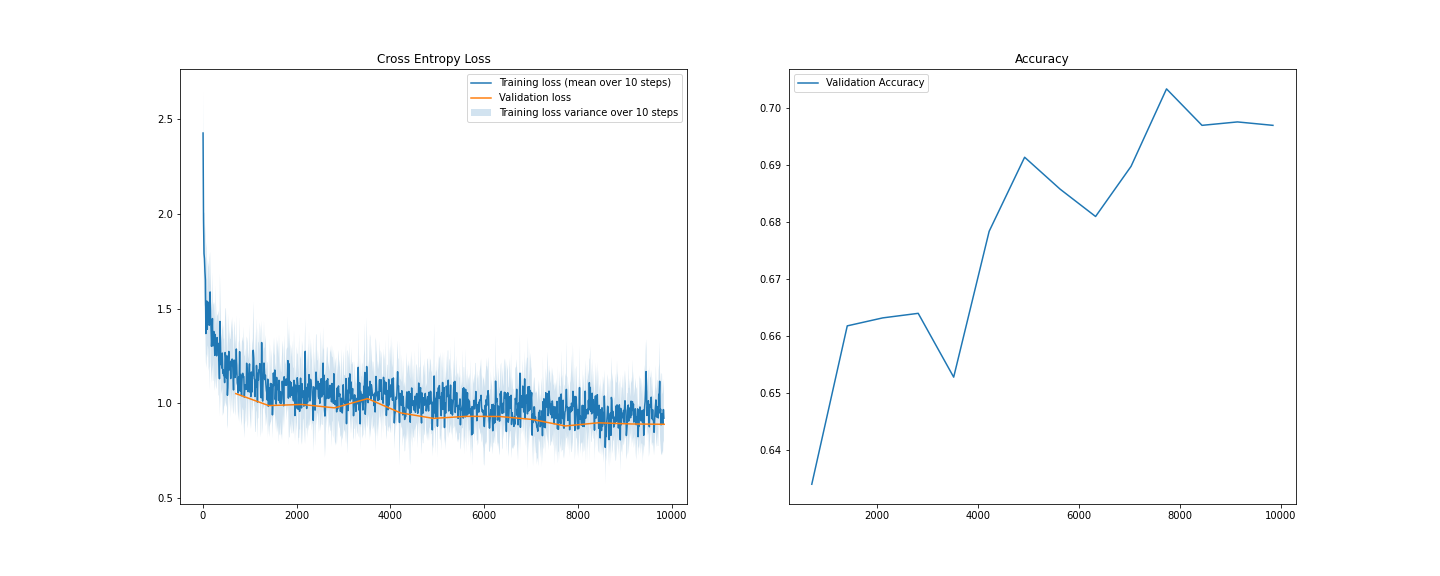 Cross Entropy Loss
Training loss (mean over 10 steps)
Validation loss
Training loss variance over 10 steps
2.5
2.0
1.5
1.0
0.5
0 2000 4000 6000 8000 10000
Accuracy
Validation Accuracy
0.70
0.69
0.68
0.67
0.66
0.65
0.64
2000 4000 6000 8000 10000